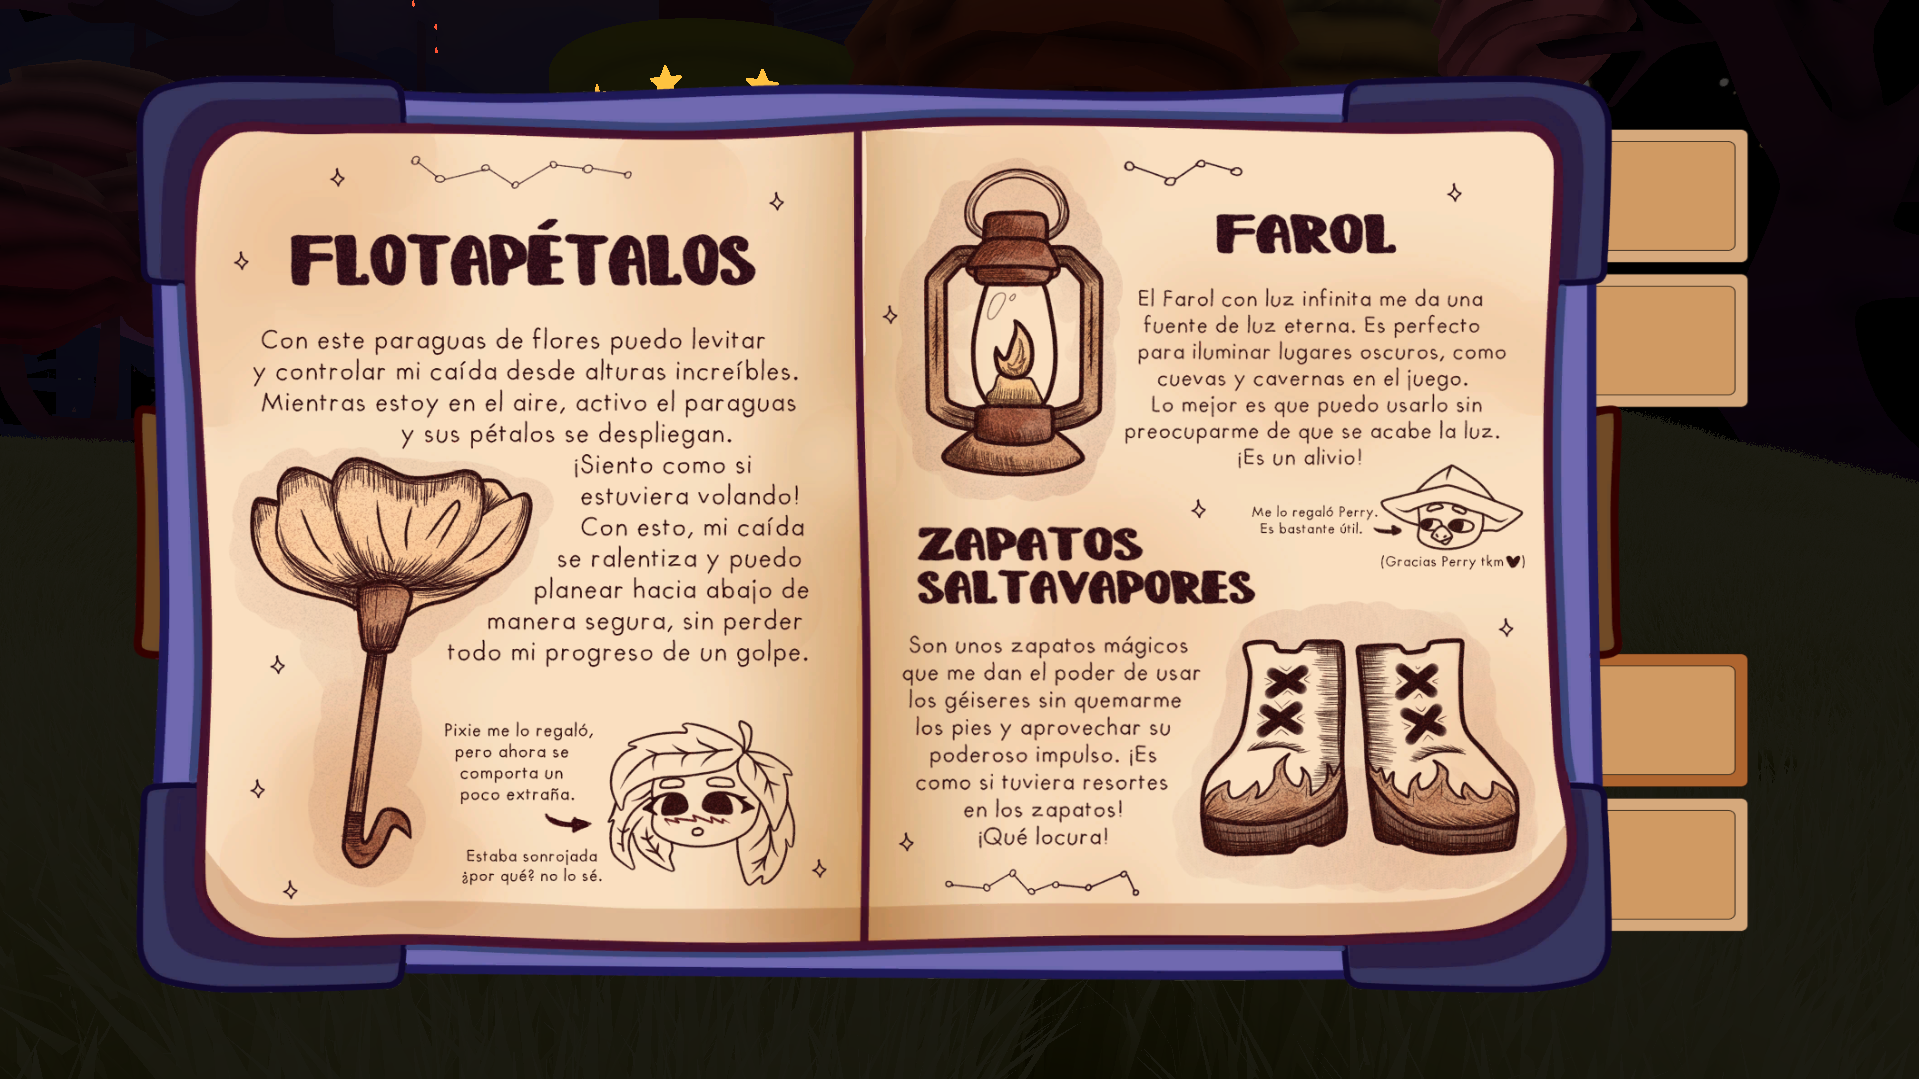 FLOTAPÉTALOS
Con este paraguas de flores puedo levitar
y controlar mi caída desde alturas increíbles.
Mientras estoy en el aire, activo el paraguas
y sus pétalos se despliegan.
¡Siento como si
estuviera volando!
Con esto, mi caída
se ralentiza y puedo
planear hacia abajo de
manera segura, sin perder
todo mi progreso de un golpe.
Pixie me lo regaló,
pero ahora se
comporta un
poco extraña.
Estaba sonrojada
¿por qué? no lo sé.
FAROL
El Farol con luz infinita me da una
fuente de luz eterna. Es perfecto
para iluminar lugares oscuros, como
cuevas y cavernas en el juego.
Lo mejor es que puedo usarlo sin
preocuparme de que se acabe la luz.
¡Es un alivio!
Me lo regaló Perry.
Es bastante útil.
(Gracias Perry tkm♥)
ZAPATOS
SALTAVAPORES
Son unos zapatos mágicos
que me dan el poder de usar
los géiseres sin quemarme
los pies y aprovechar su
poderoso impulso. ¡Es
como si tuviera resortes
en los zapatos!
¡Qué locura!